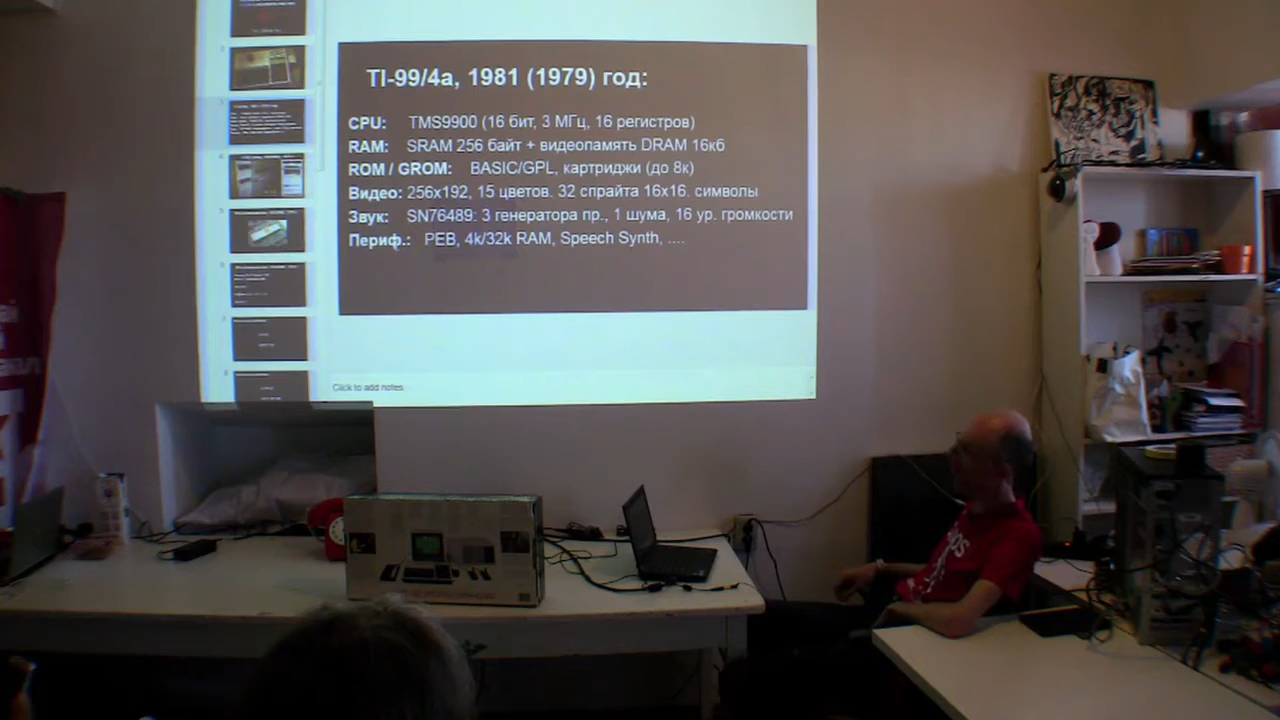 TI-99/4a, 1981 (1979) год:
CPU: TMS9900 (16 бит, 3 МГц, 16 регистров)
RAM: SRAM 256 байт + видеопамять DRAM 16кб
ROM / GROM: BASIC/GPL, картриджи (до 8к)
Видео: 256x192, 15 цветов. 32 спрайта 16x16. символы
Звук: SN76489: 3 генератора пр., 1 шума, 16 ур. громкости
Периф.: PEB, 4k/32k RAM, Speech Synth, ....
Click to add notes